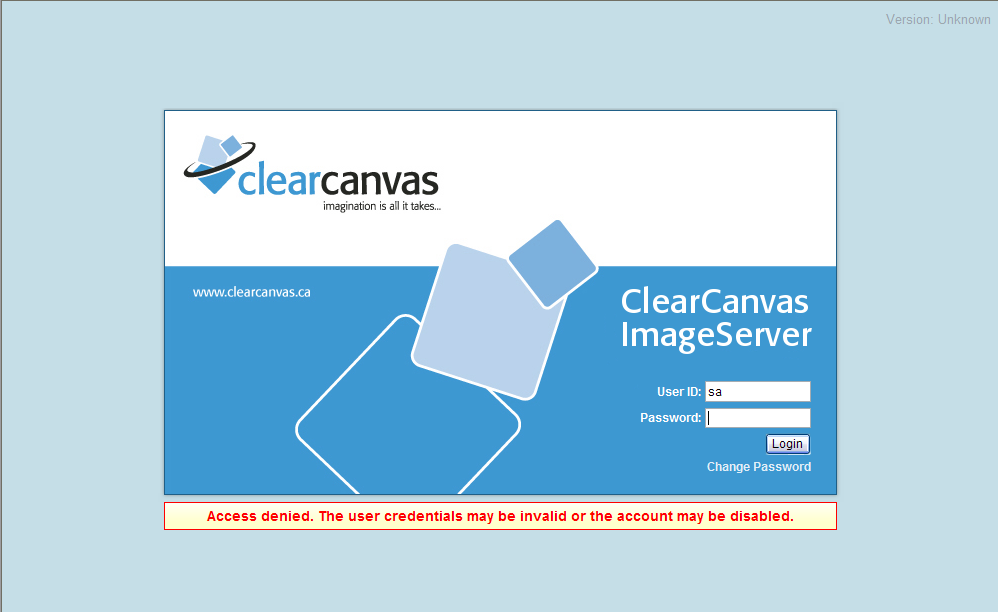 Version: Unknown
clearcanvas
imagination is all it takes...
www.clearcanvas.ca
ClearCanvas
ImageServer
User ID: sa
Password:
Login
Change Password
Access denied. The user credentials may be invalid or the account may be disabled.